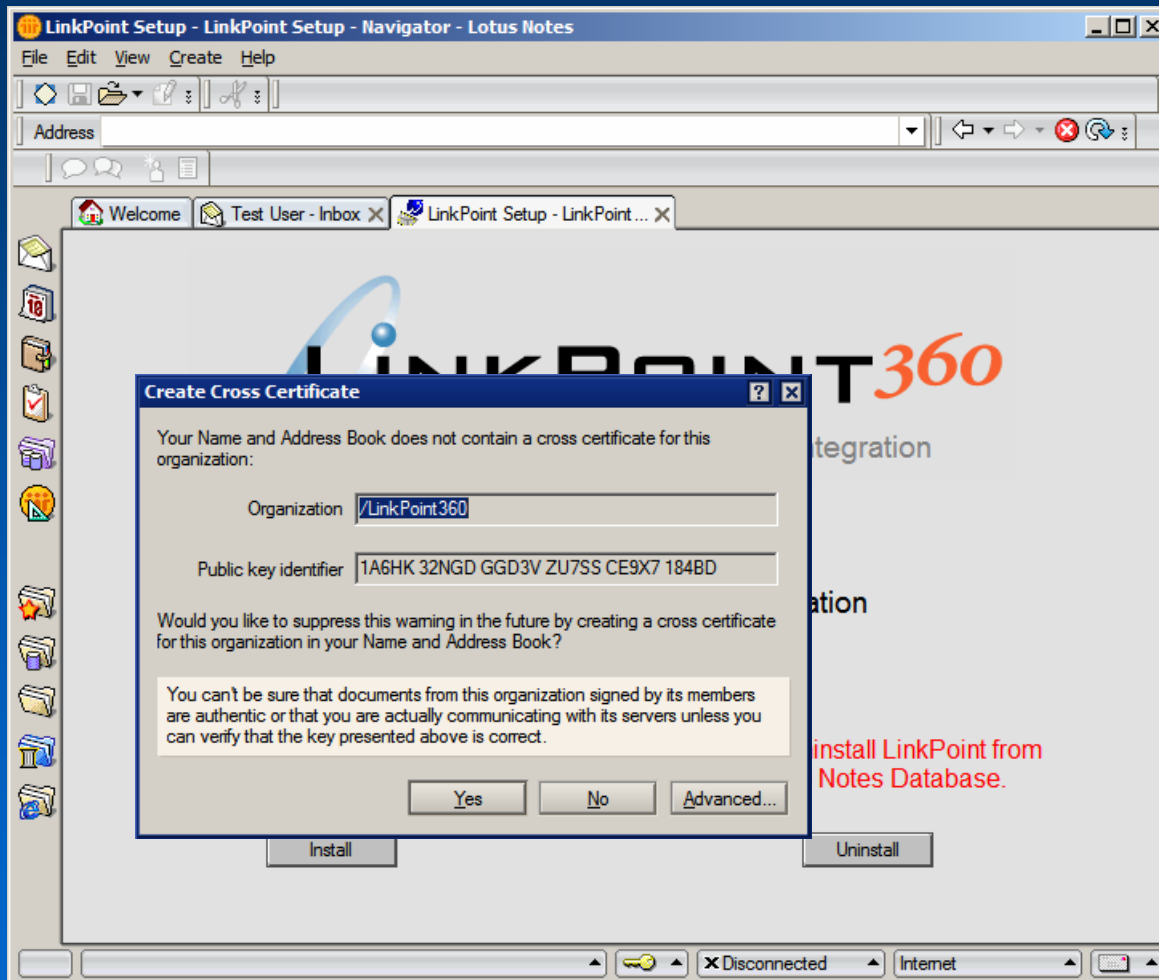 LinkPoint Setup - LinkPoint Setup - Navigator - Lotus Notes
File Edit View Create Help
Address
Welcome
Test User - Inbox
LinkPoint Setup - LinkPoint ...
18
LINKPOINT360
tegration
Create Cross Certificate
Your Name and Address Book does not contain a cross certificate for this
organization:
Organization /LinkPoint360
Public key identifier 1A6HK 32NGD GGD3V ZU7SS CE9X7 184BD
Would you like to suppress this warning in the future by creating a cross certificate
for this organization in your Name and Address Book?
You can't be sure that documents from this organization signed by its members
are authentic or that you are actually communicating with its servers unless you
can verify that the key presented above is correct.
Yes No Advanced...
ation
install LinkPoint from
Notes Database.
Install
Uninstall
Disconnected
Internet